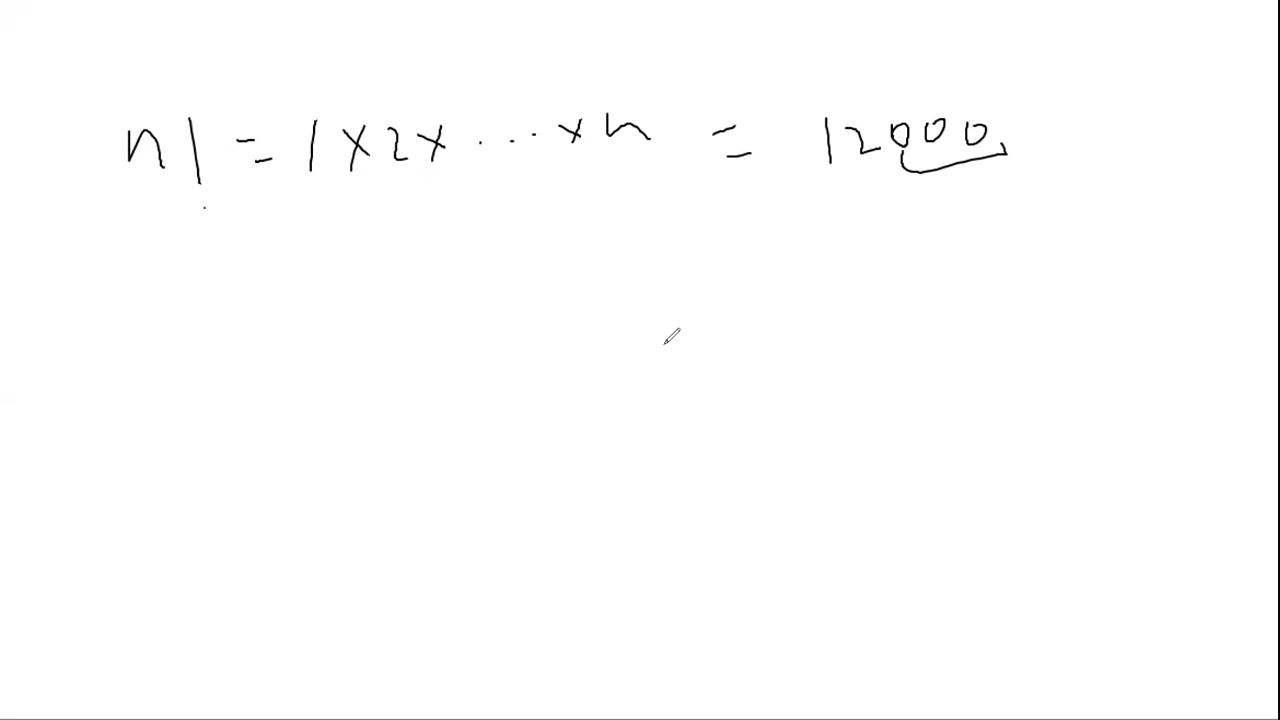 n! = 1 x 2 x ... x n = 12000